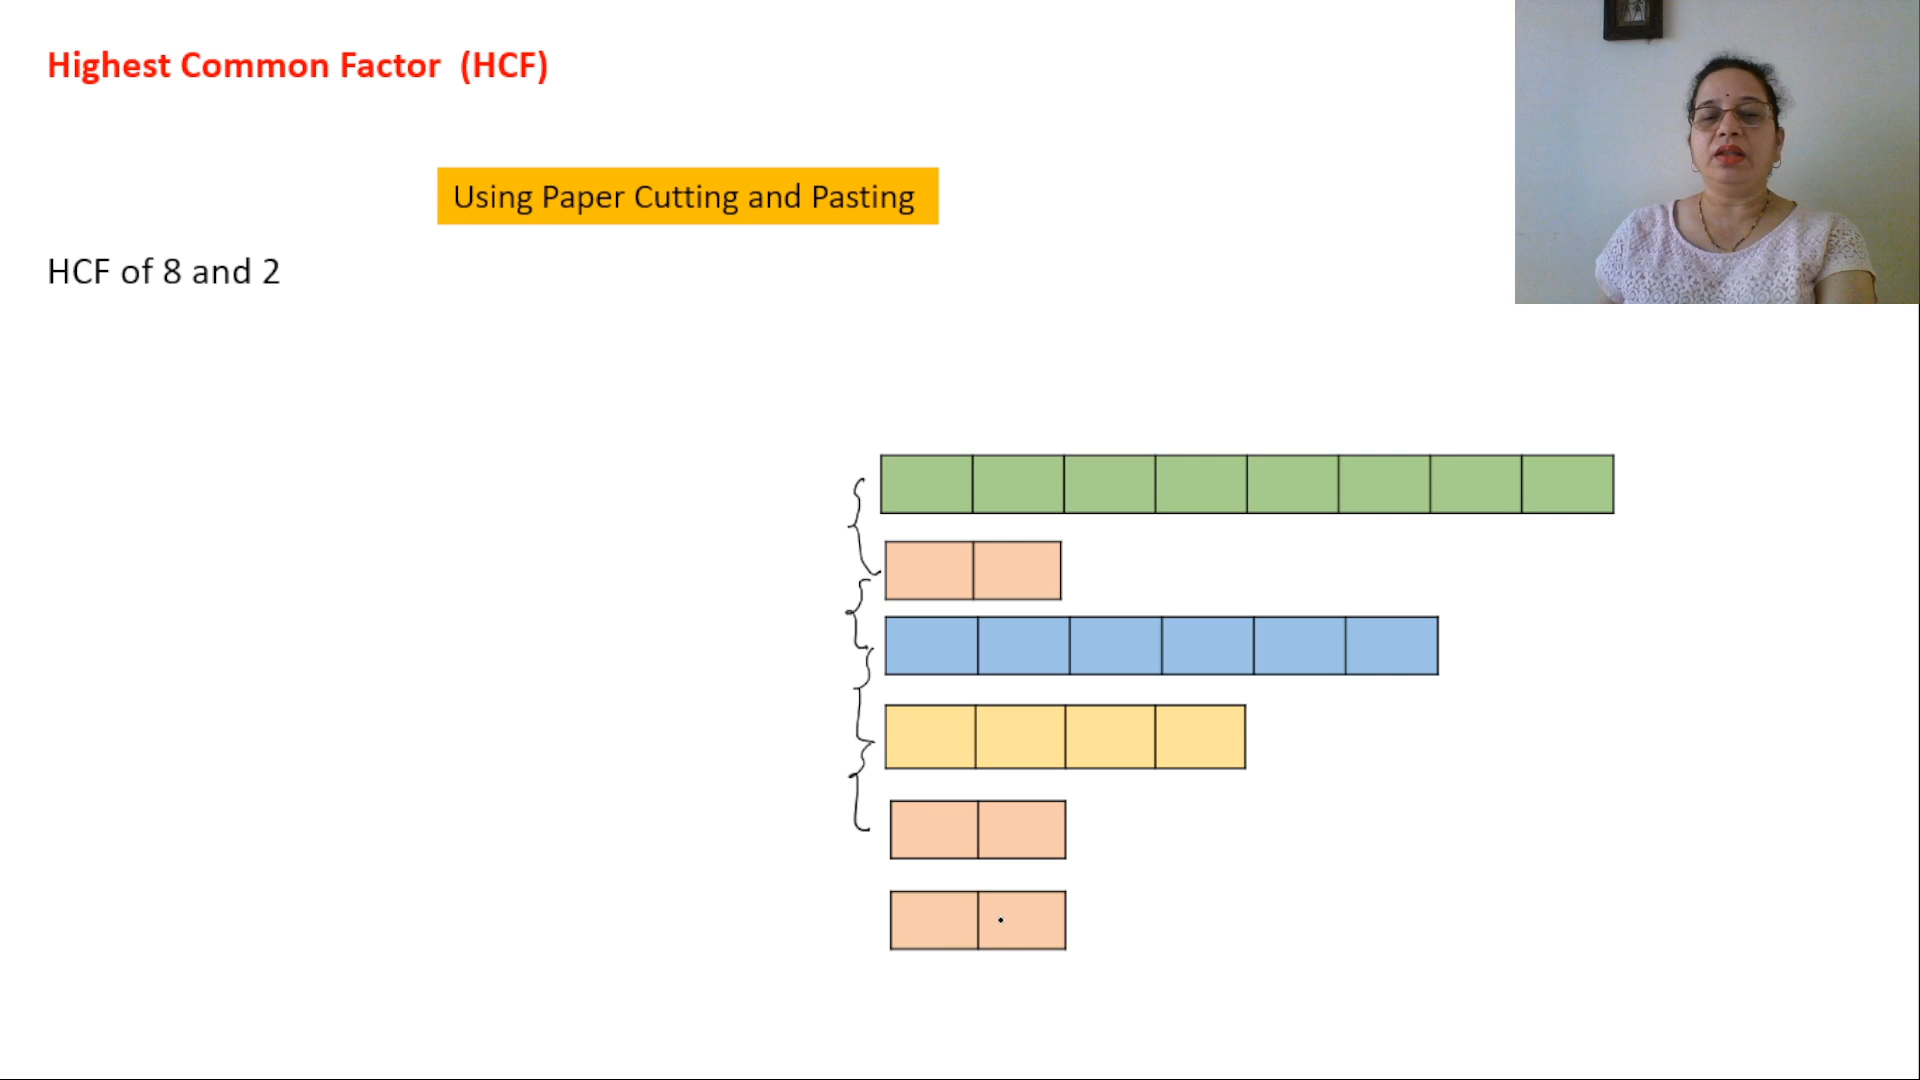 Highest Common Factor (HCF)
Using Paper Cutting and Pasting
HCF of 8 and 2